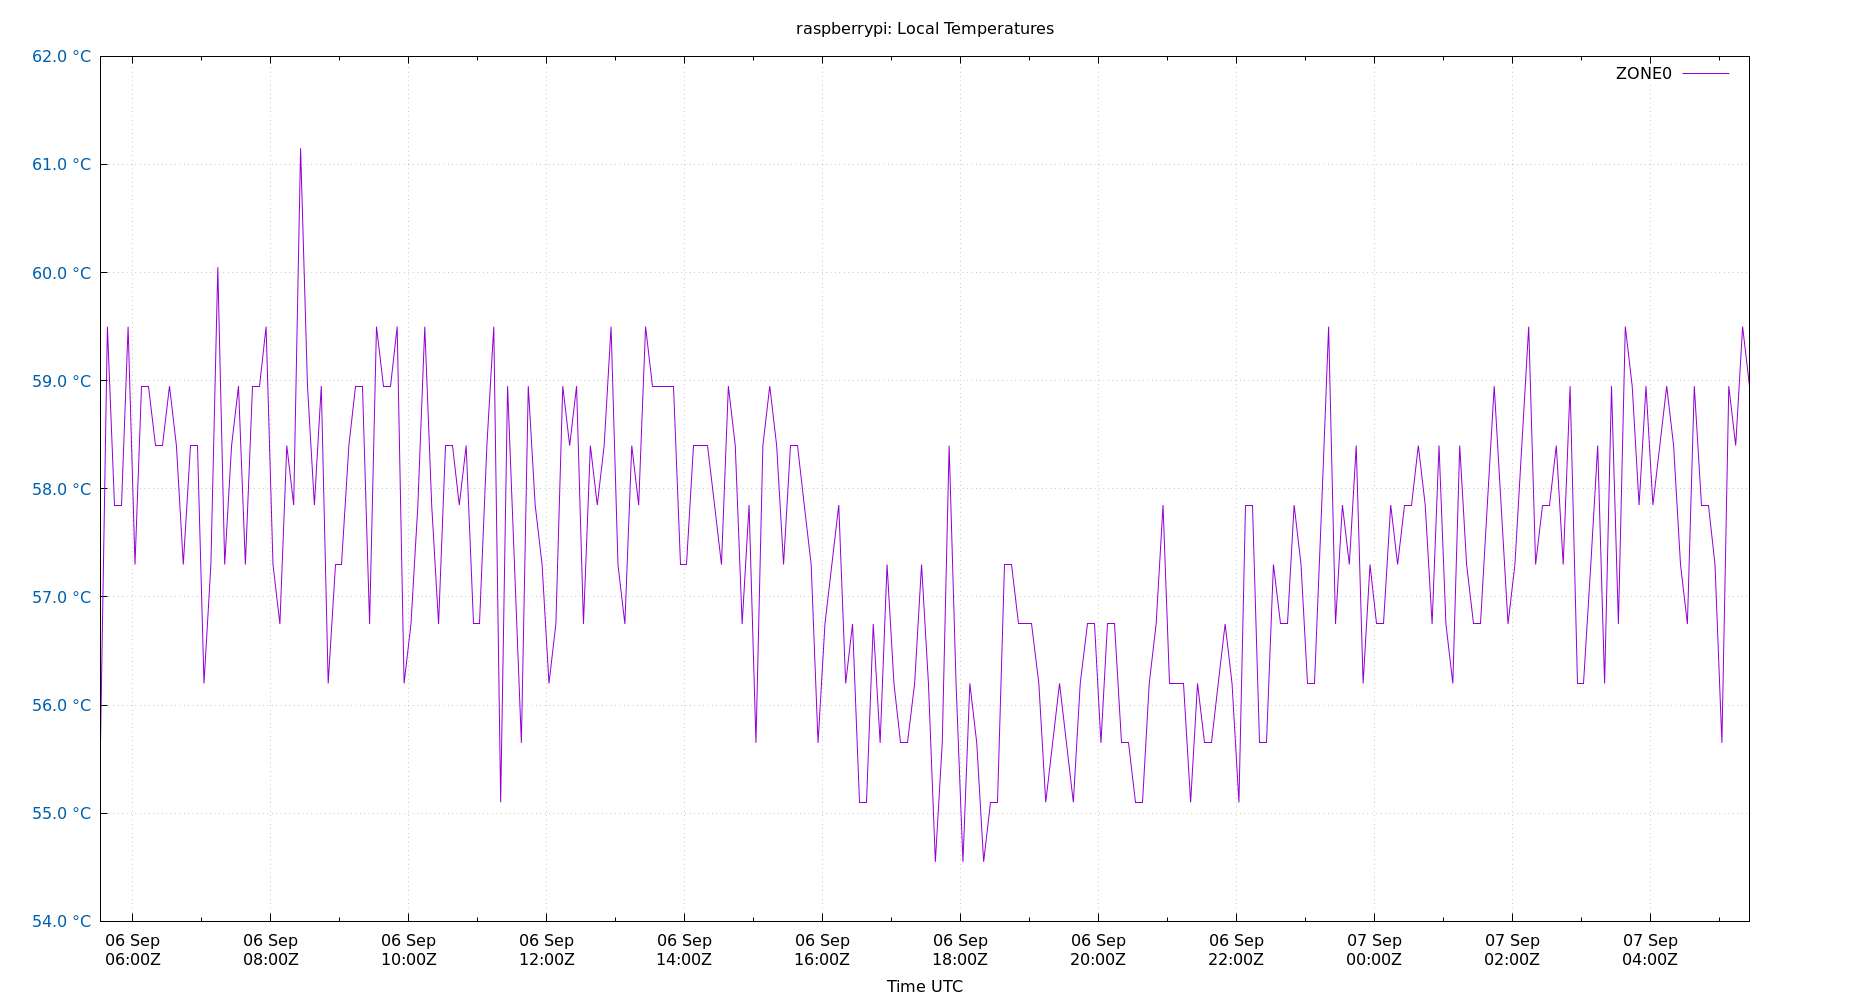 raspberrypi: Local Temperatures
62.0 °C
61.0 °C
60.0 °C
59.0 °C
58.0 °C
57.0 °C
56.0 °C
55.0 °C
54.0 °C
ZONE0
06 Sep 06 Sep 06 Sep 06 Sep 06 Sep 06 Sep 06 Sep 06 Sep 06 Sep 07 Sep 07 Sep 07 Sep
06:00Z 08:00Z 10:00Z 12:00Z 14:00Z 16:00Z 18:00Z 20:00Z 22:00Z 00:00Z 02:00Z 04:00Z
Time UTC